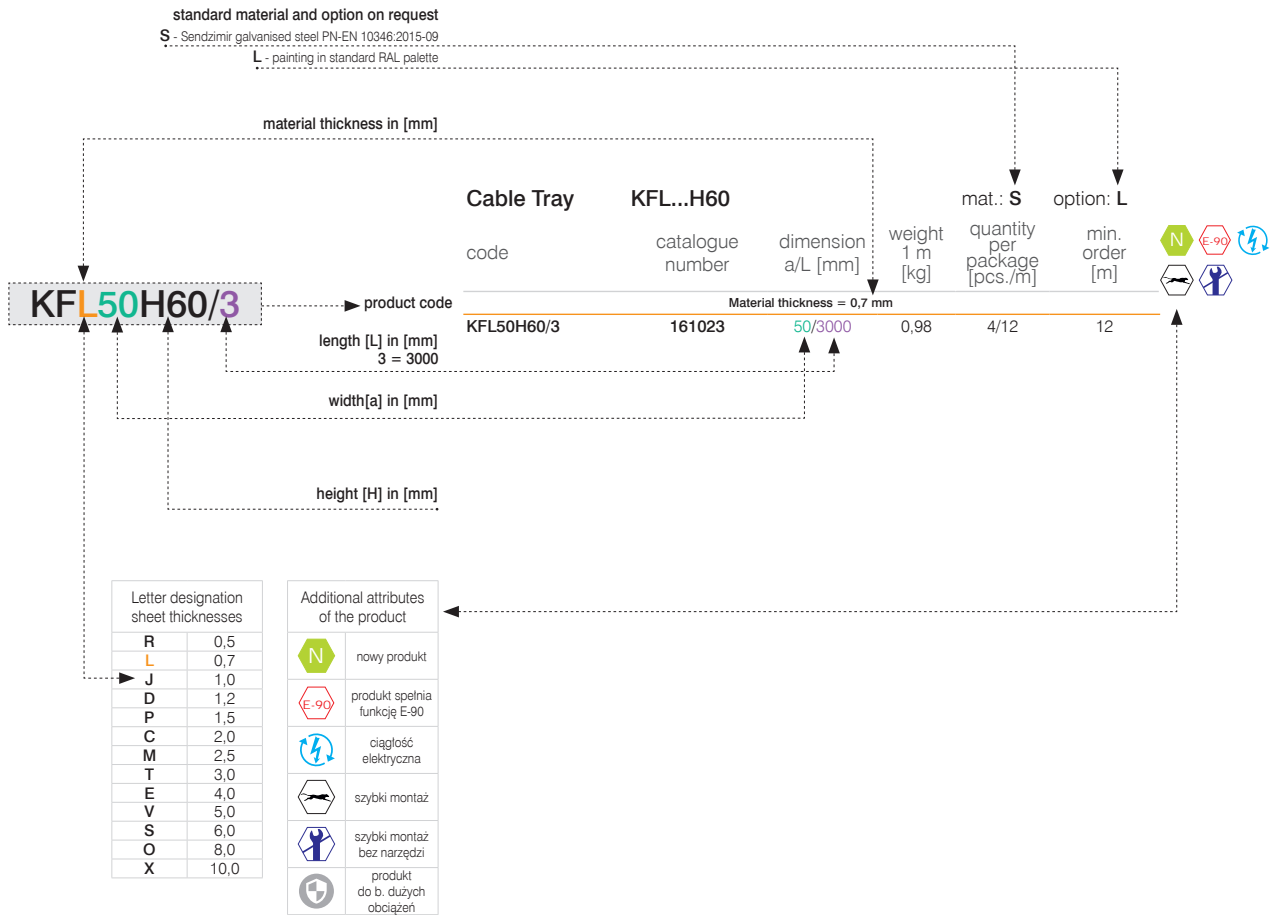 standard material and option on request
S - Sendzimir galvanised steel PN-EN 10346:2015-09
L - painting in standard RAL palette
material thickness in [mm]
Cable Tray KFL...H60 mat.: S option: L
code
catalogue
number
dimension
a/L [mm]
weight
1 m
[kg]
quantity
per
package
[pcs./m]
min.
order
[m]
N E-90
KFL50H60/3
product code
Material thickness = 0,7 mm
KFL50H60/3 161023 50/3000 0,98 4/12 12
length [L] in [mm]
3 = 3000
width[a] in [mm]
height [H] in [mm]
Letter designation
sheet thicknesses
R 0,5
L 0,7
J 1,0
D 1,2
P 1,5
C 2,0
M 2,5
T 3,0
E 4,0
V 5,0
S 6,0
O 8,0
X 10,0
Additional attributes
of the product
N nowy produkt
E-90 produkt spełnia
funkcję E-90
ciągłość
elektryczna
szybki montaż
szybki montaż
bez narzędzi
produkt
do b. dużych
obciążeń